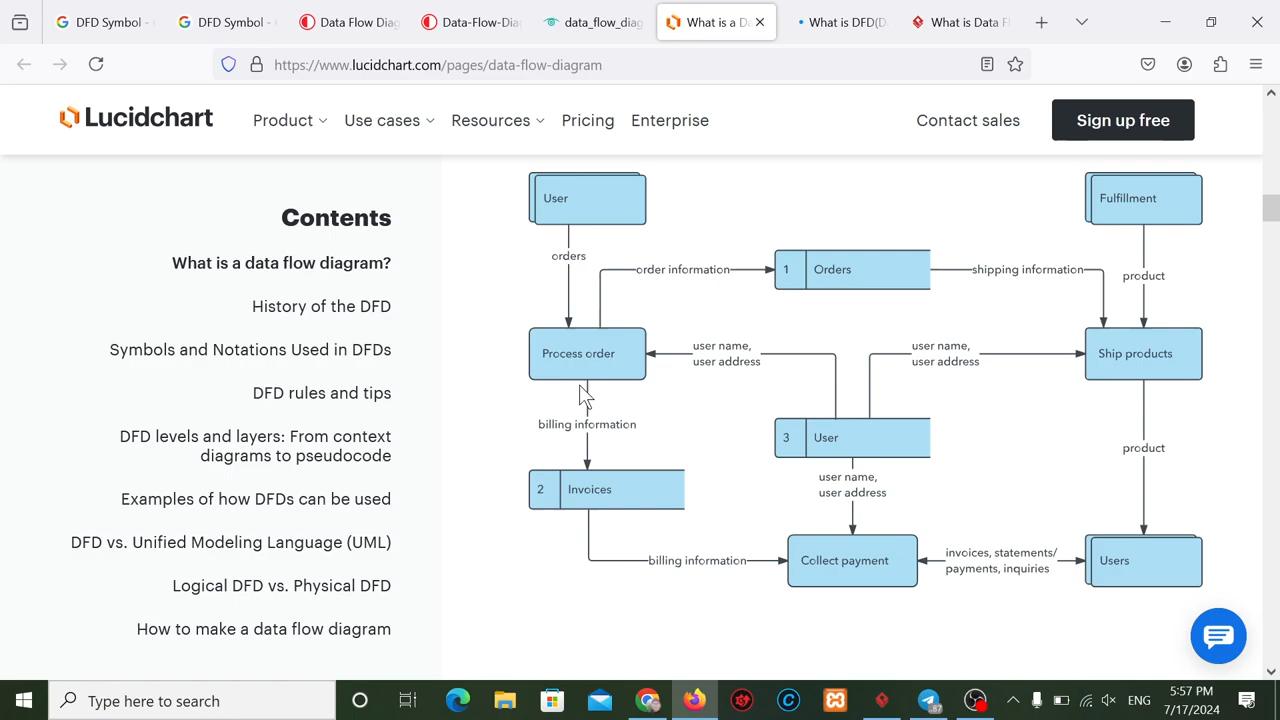 DFD Symbol -
DFD Symbol -
Data Flow Dia
Data-Flow-Dia
data_flow_diag
What is a Da
What is DFD(D
What is Data Fl
https://www.lucidchart.com/pages/data-flow-diagram
Lucidchart
Product
Use cases
Resources
Pricing
Enterprise
Contact sales
Sign up free
Contents
What is a data flow diagram?
History of the DFD
Symbols and Notations Used in DFDs
DFD rules and tips
DFD levels and layers: From context
diagrams to pseudocode
Examples of how DFDs can be used
DFD vs. Unified Modeling Language (UML)
Logical DFD vs. Physical DFD
How to make a data flow diagram
User
Fulfillment
orders
order information
1 Orders
shipping information
product
Process order
user name,
user address
user name,
user address
Ship products
billing information
3 User
product
user name,
user address
2 Invoices
billing information
Collect payment
invoices, statements/
payments, inquiries
Users
Type here to search
ENG
5:57 PM
7/17/2024